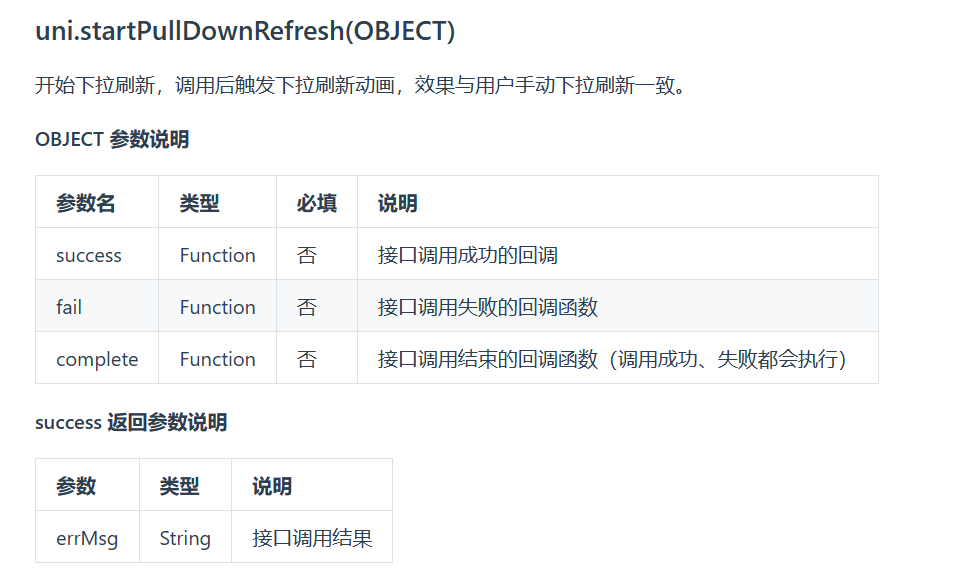 uni.startPullDownRefresh(OBJECT)
开始下拉刷新，调用后触发下拉刷新动画，效果与用户手动下拉刷新一致。
OBJECT 参数说明
参数名 类型 必填 说明
success Function 否 接口调用成功的回调
fail Function 否 接口调用失败的回调函数
complete Function 否 接口调用结束的回调函数（调用成功、失败都会执行）
success 返回参数说明
参数 类型 说明
errMsg String 接口调用结果